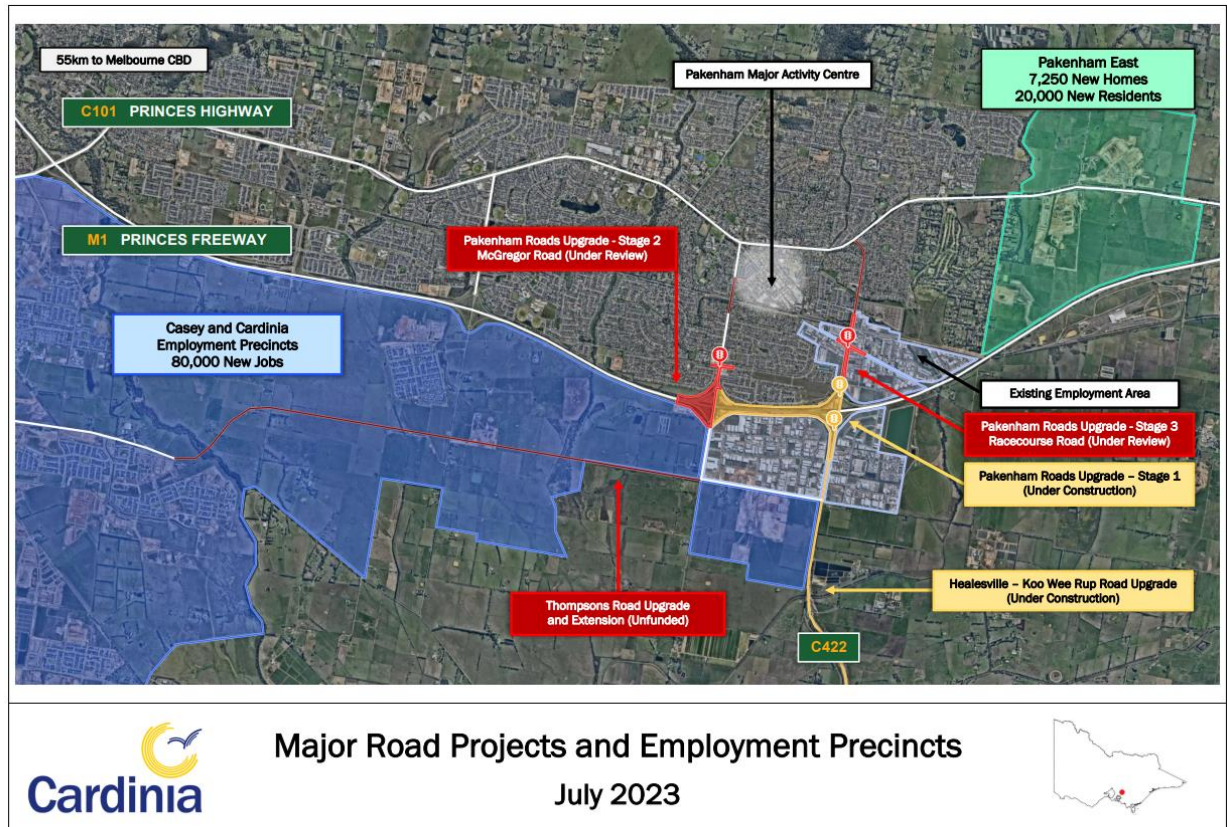 55km to Melbourne CBD
C101 PRINCES HIGHWAY
M1 PRINCES FREEWAY
Pakenham Major Activity Centre
Pakenham East
7,250 New Homes
20,000 New Residents
Pakenham Roads Upgrade - Stage 2
McGregor Road (Under Review)
Casey and Cardinia
Employment Precincts
80,000 New Jobs
Existing Employment Area
Pakenham Roads Upgrade - Stage 3
Racecourse Road (Under Review)
Pakenham Roads Upgrade – Stage 1
(Under Construction)
Healesville – Koo Wee Rup Road Upgrade
(Under Construction)
Thompsons Road Upgrade
and Extension (Unfunded)
C422
Cardinia
Major Road Projects and Employment Precincts
July 2023